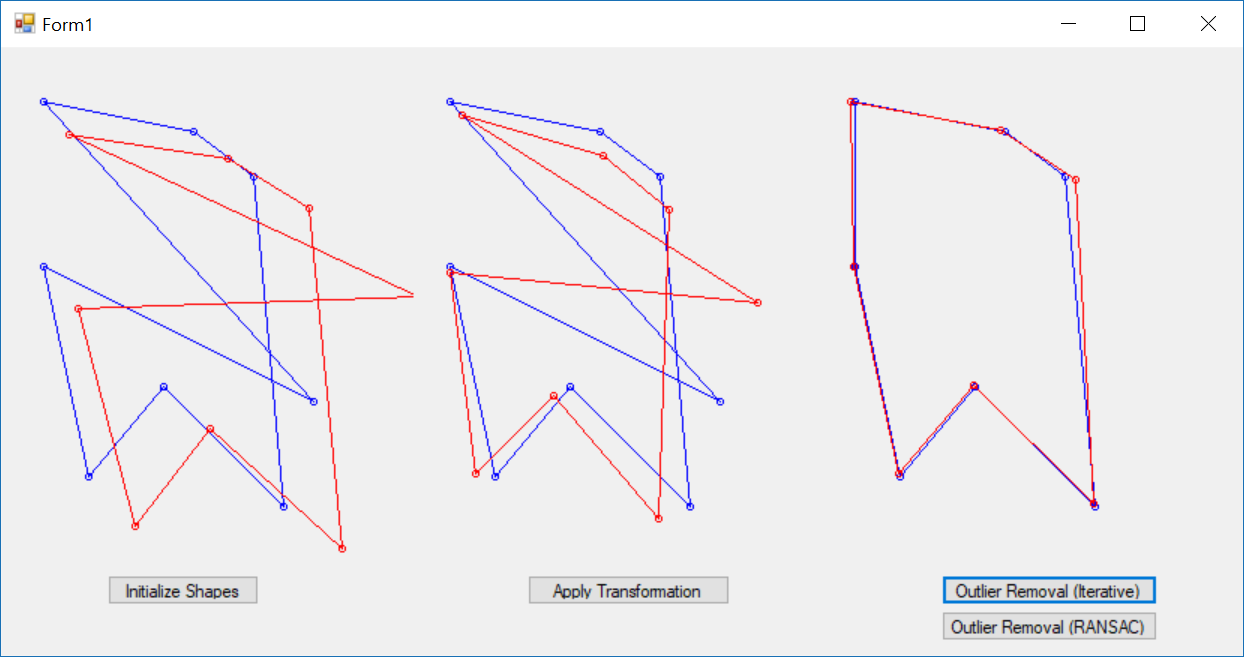 Form1
Initialize Shapes
Apply Transformation
Outlier Removal (Iterative)
Outlier Removal (RANSAC)